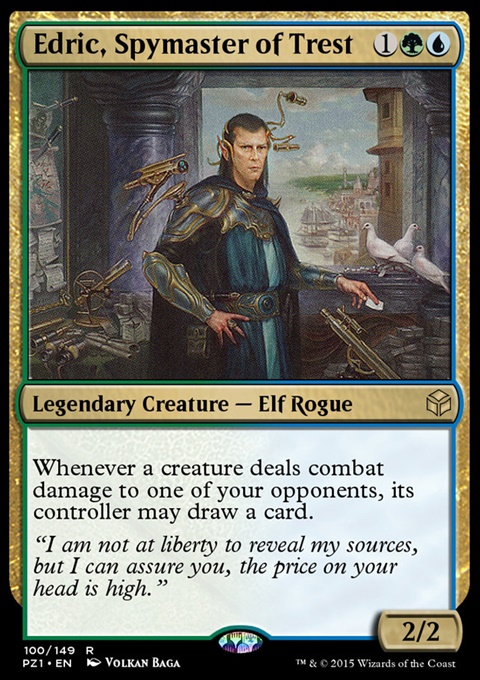 Edric, Spymaster of Trest 1
Legendary Creature — Elf Rogue
Whenever a creature deals combat
damage to one of your opponents, its
controller may draw a card.
“I am not at liberty to reveal my sources,
but I can assure you, the price on your
head is high.”
2/2
100/149 R
PZ1 • EN Volkan Baga
™ & © 2015 Wizards of the Coast